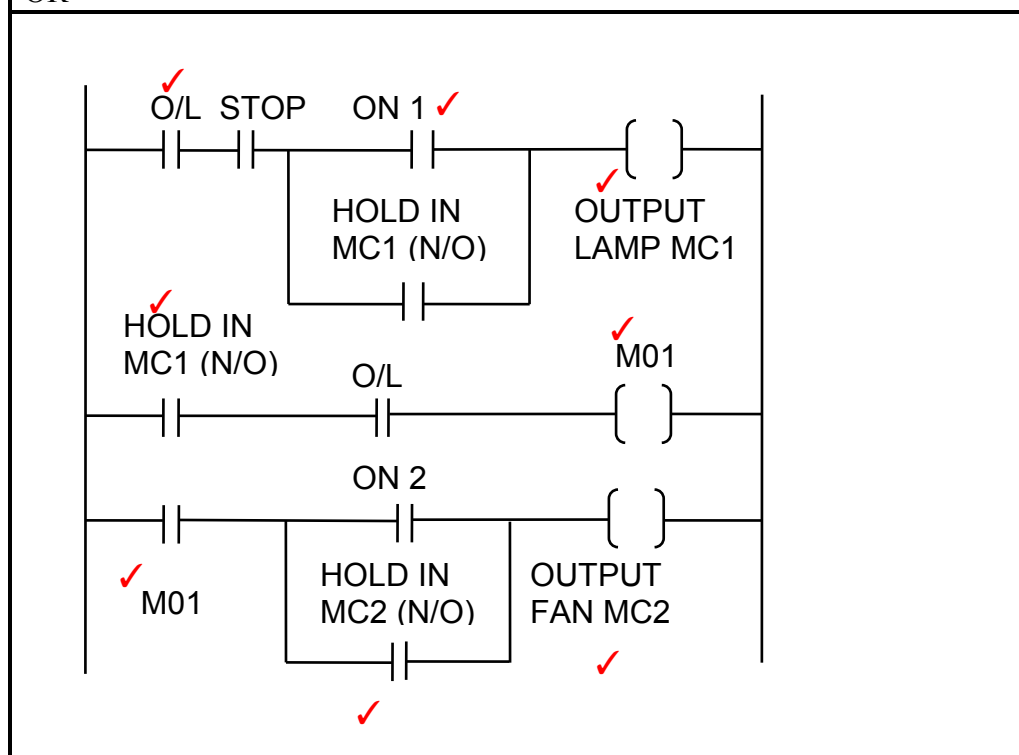 OR
O/L STOP ON 1
HOLD IN
MC1 (N/O)
OUTPUT
LAMP MC1
HOLD IN
MC1 (N/O)
O/L
M01
ON 2
M01
HOLD IN
MC2 (N/O)
OUTPUT
FAN MC2